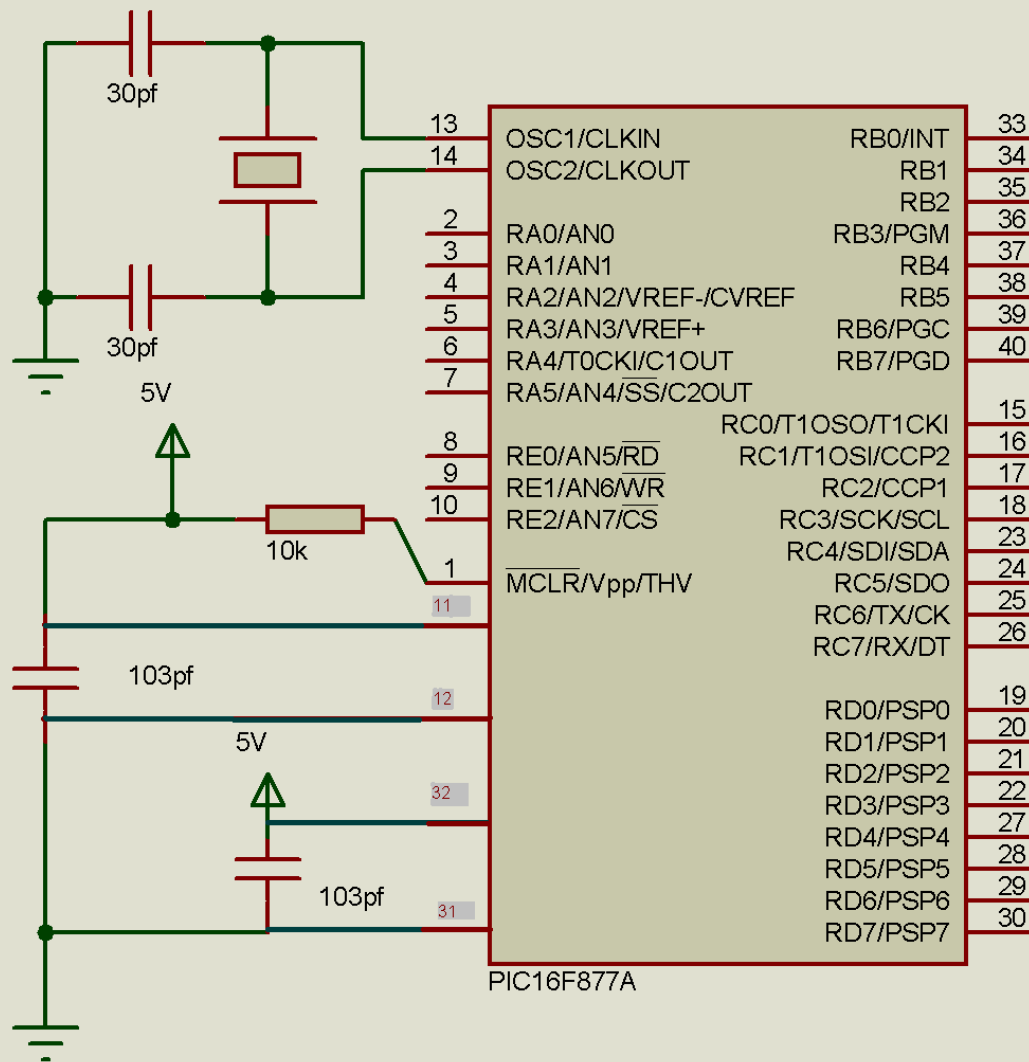 30pf
30pf
5V
10k
103pf
5V
103pf
13 OSC1/CLKIN RB0/INT 33
14 OSC2/CLKOUT RB1 34
RB2 35
2 RA0/AN0 RB3/PGM 36
3 RA1/AN1 RB4 37
4 RA2/AN2/VREF-/CVREF RB5 38
5 RA3/AN3/VREF+ RB6/PGC 39
6 RA4/T0CKI/C1OUT RB7/PGD 40
7 RA5/AN4/SS/C2OUT
RC0/T1OSO/T1CKI 15
8 RE0/AN5/RD RC1/T1OSI/CCP2 16
9 RE1/AN6/WR RC2/CCP1 17
10 RE2/AN7/CS RC3/SCK/SCL 18
RC4/SDI/SDA 23
1 MCLR/Vpp/THV RC5/SDO 24
11 RC6/TX/CK 25
RC7/RX/DT 26
12 RD0/PSP0 19
RD1/PSP1 20
RD2/PSP2 21
32 RD3/PSP3 22
RD4/PSP4 27
RD5/PSP5 28
31 RD6/PSP6 29
RD7/PSP7 30
PIC16F877A